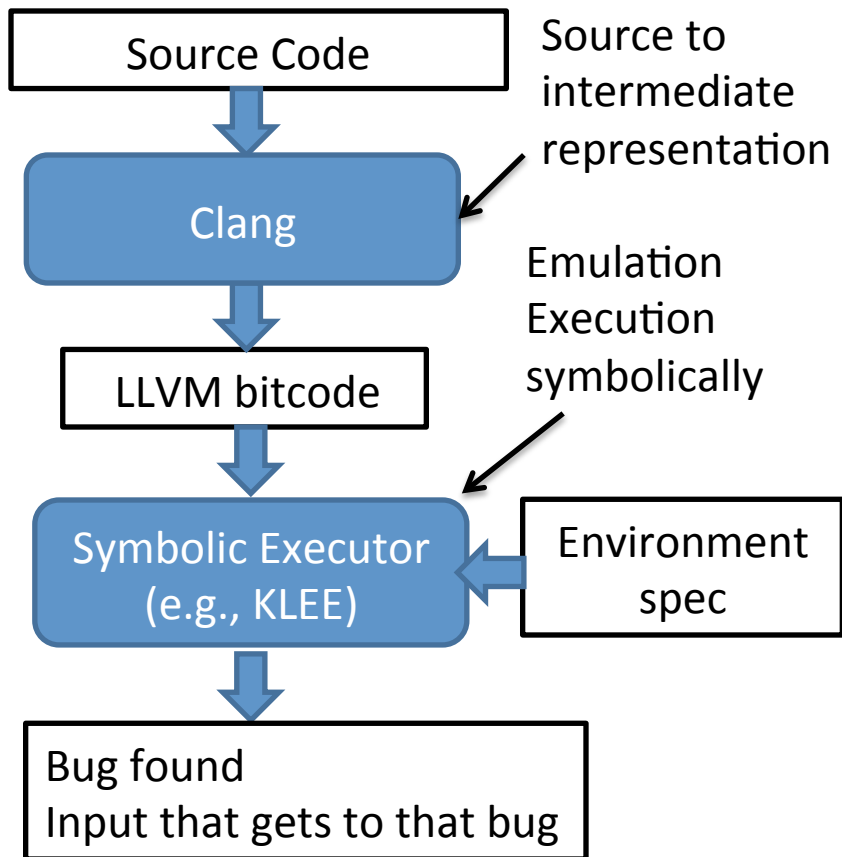 Source Code
Source to
intermediate
representation
Clang
Emulation
Execution
symbolically
LLVM bitcode
Symbolic Executor
(e.g., KLEE)
Environment
spec
Bug found
Input that gets to that bug